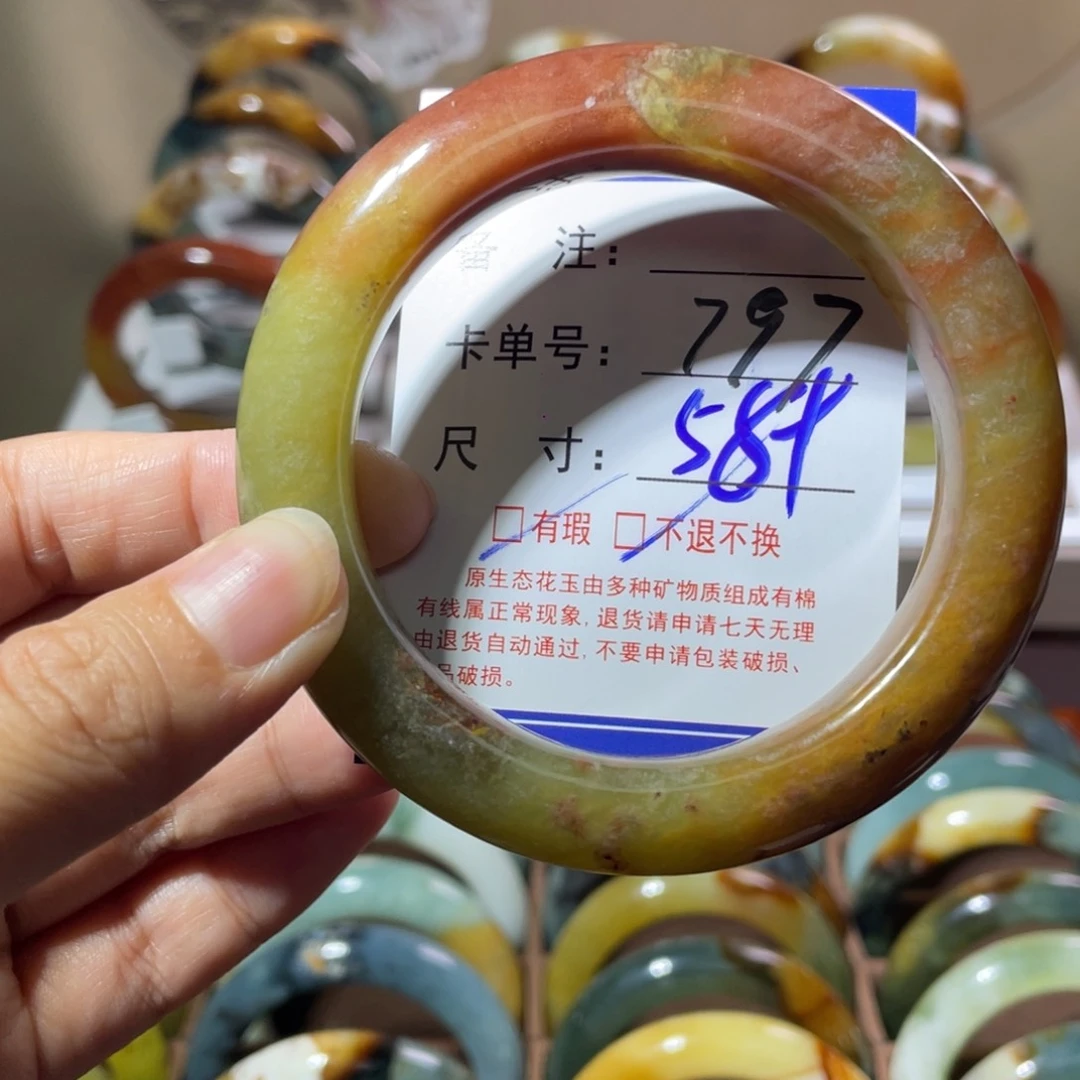 备 注：
卡单号：797
尺 寸：584
□有瑕 □不退不换
原生态花玉由多种矿物质组成有棉
有线属正常现象，退货请申请七天无理
由退货自动通过，不要申请包装破损、
品破损。